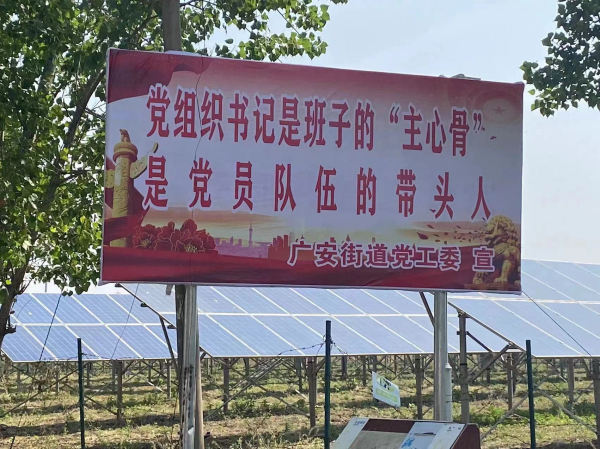 党组织书记是班子的“主心骨”
是党员队伍的带头人
广安街道党工委 宣